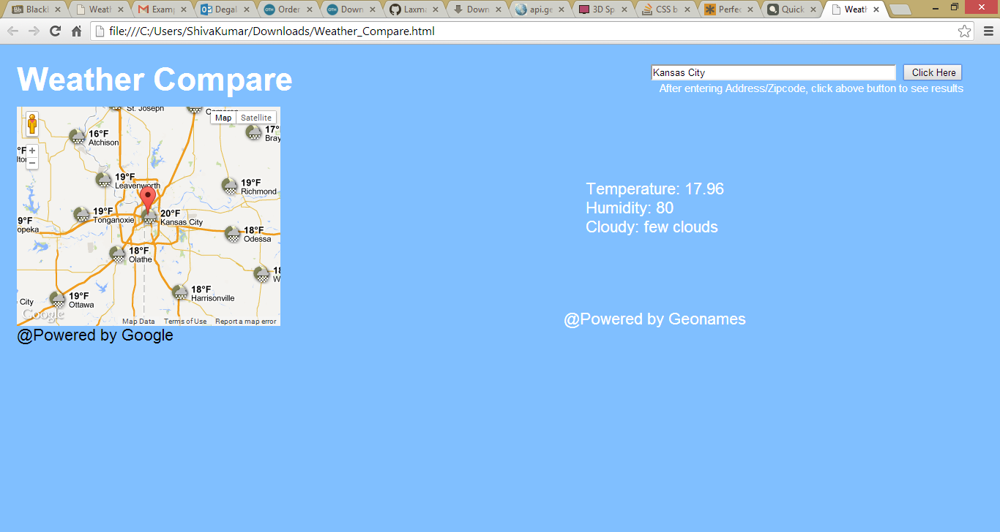 Blackl
Weath
Examp
Degal
Order
Down
Laxma
Down
api.ge
3D Sp
CSS b
Perfec
Quick
Weath
file:///C:/Users/ShivaKumar/Downloads/Weather_Compare.html
Weather Compare
Kansas City
Click Here
After entering Address/Zipcode, click above button to see results
St. Joseph
Map
Satellite
16°F
Atchison
17°
Bray
°F
19°F
Leavenworth
19°F
Richmond
19°F
Tonganoxie
20°F
Kansas City
9°F
opeka
18°F
Odessa
18°F
Olathe
18
W
19°F
Ottawa
18°F
Harrisonville
City
Google
Map Data
Terms of Use
Report a map error
@Powered by Google
Temperature: 17.96
Humidity: 80
Cloudy: few clouds
@Powered by Geonames